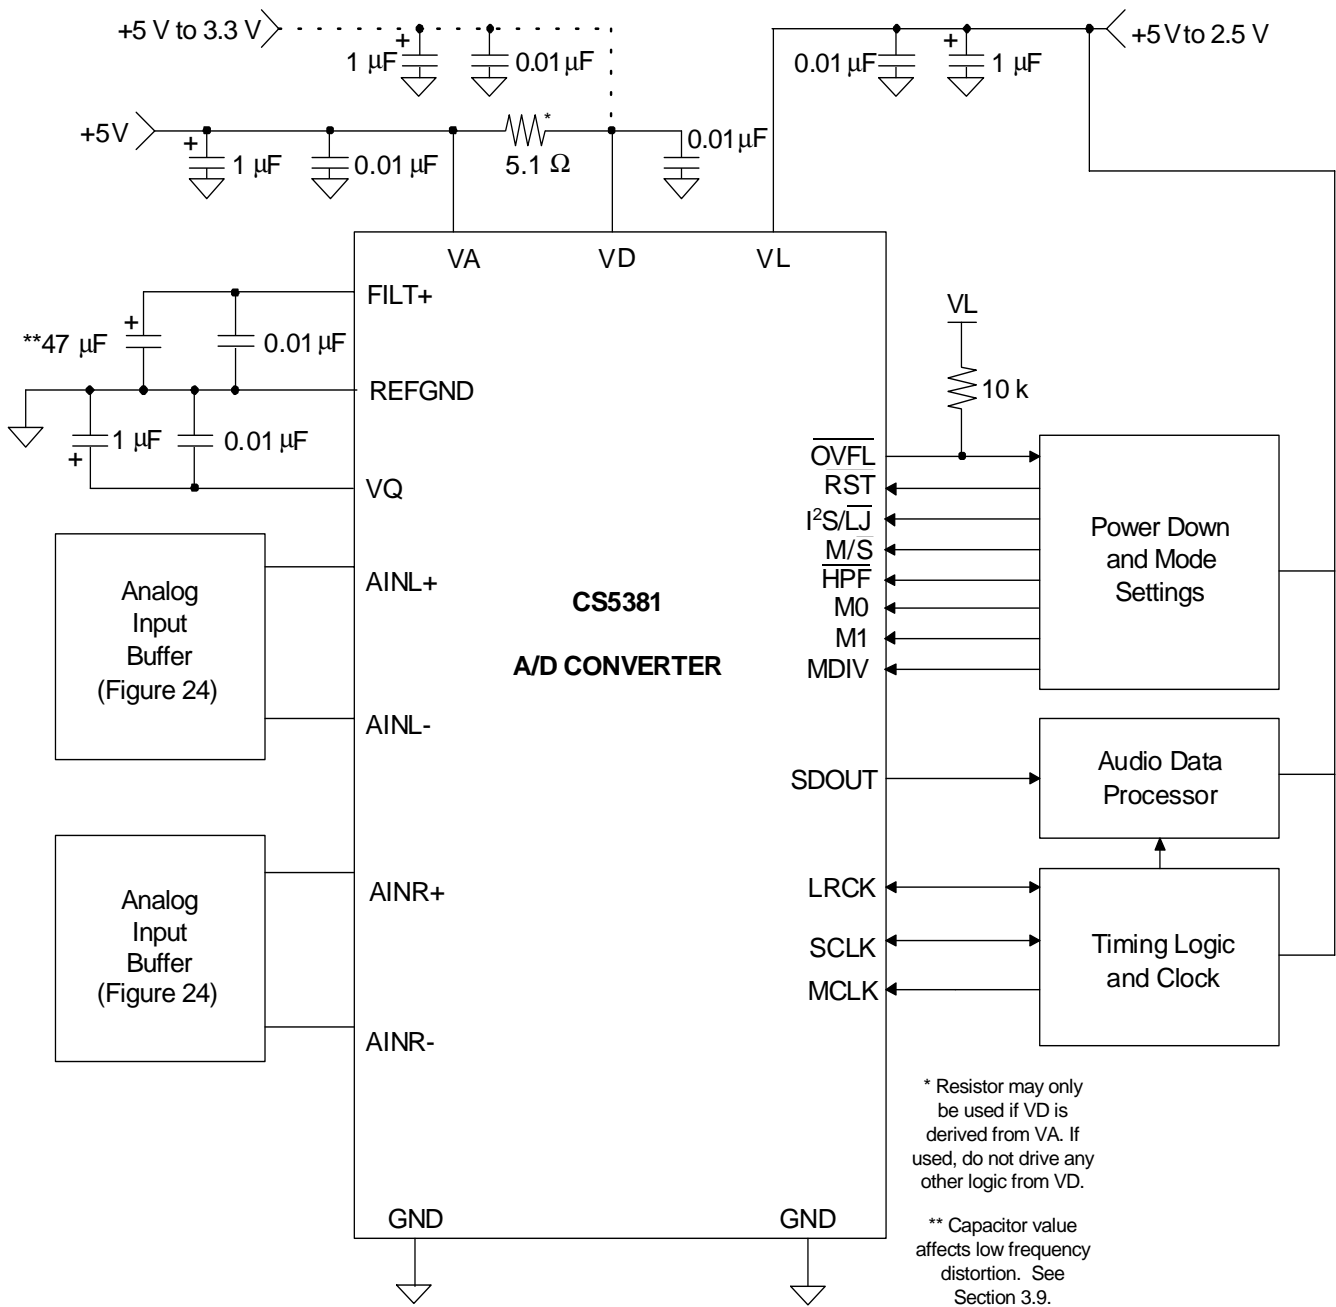 +5 V to 3.3 V
+
1 µF
0.01 µF
0.01 µF
+
1 µF
+5 V to 2.5 V
+5V
+
1 µF
0.01 µF
*
5.1 Ω
0.01 µF
VA
VD
VL
FILT+
+
**47 µF
0.01 µF
REFGND
1 µF
+
0.01 µF
VQ
VL
10 k
OVFL
RST
I²S/LJ
M/S
HPF
M0
M1
MDIV
Power Down
and Mode
Settings
Analog
Input
Buffer
(Figure 24)
AINL+
AINL-
CS5381
A/D CONVERTER
SDOUT
Audio Data
Processor
Analog
Input
Buffer
(Figure 24)
AINR+
AINR-
LRCK
SCLK
MCLK
Timing Logic
and Clock
* Resistor may only
be used if VD is
derived from VA. If
used, do not drive any
other logic from VD.
** Capacitor value
affects low frequency
distortion. See
Section 3.9.
GND
GND